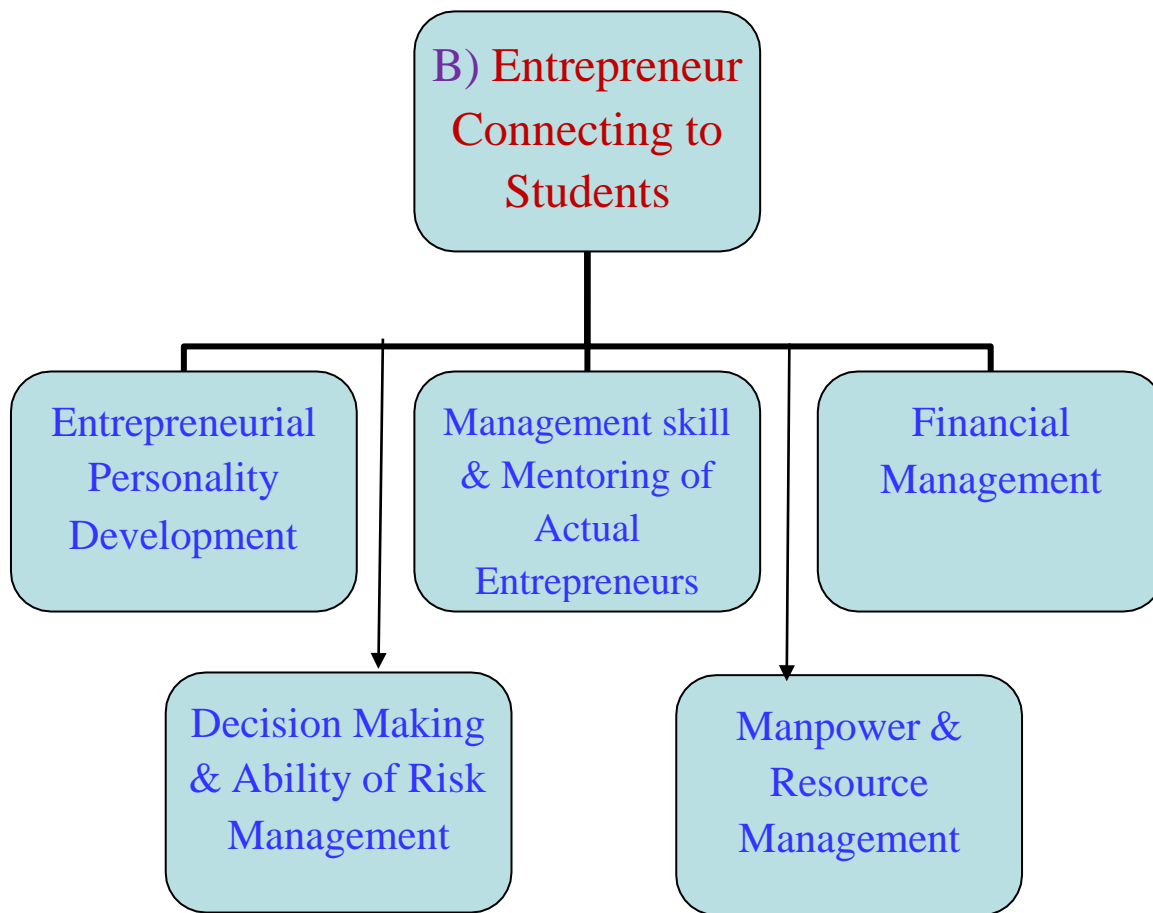 B) Entrepreneur
Connecting to
Students
Entrepreneurial
Personality
Development
Management skill
& Mentoring of
Actual
Entrepreneurs
Financial
Management
Decision Making
& Ability of Risk
Management
Manpower &
Resource
Management